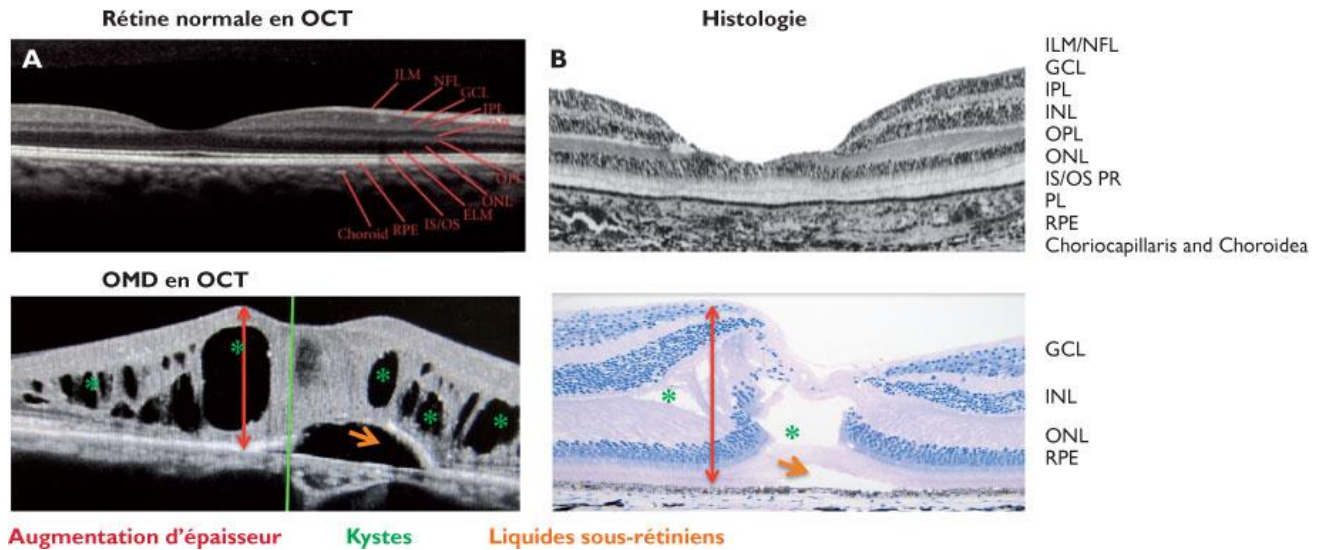 Rétine normale en OCT
Histologie
A
ILM
NFL
GCL
IPL
OPL
ONL
ELM
IS/OS
RPE
Choroid
B
ILM/NFL
GCL
IPL
INL
OPL
ONL
IS/OS PR
PL
RPE
Choriocapillaris and Choroidea
OMD en OCT
*
*
*
*
*
*
*
GCL
INL
ONL
RPE
Augmentation d'épaisseur Kystes Liquides sous-rétiniens